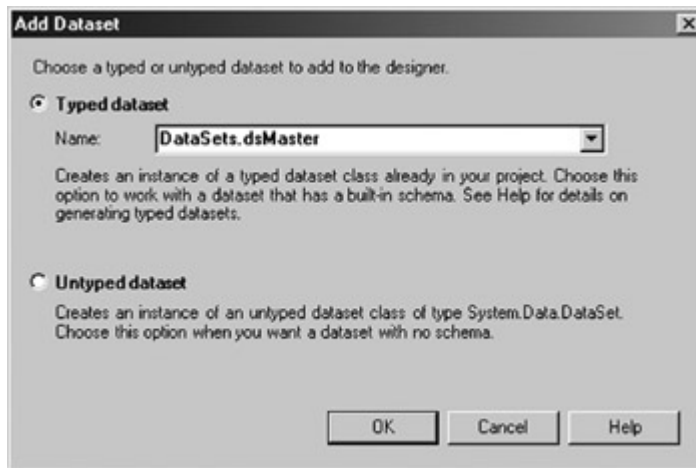 Add Dataset
Choose a typed or untyped dataset to add to the designer.
Typed dataset
Name: DataSets.dsMaster
Creates an instance of a typed dataset class already in your project. Choose this
option to work with a dataset that has a built-in schema. See Help for details on
generating typed datasets.
Untyped dataset
Creates an instance of an untyped dataset class of type System.Data.DataSet.
Choose this option when you want a dataset with no schema.
OK Cancel Help